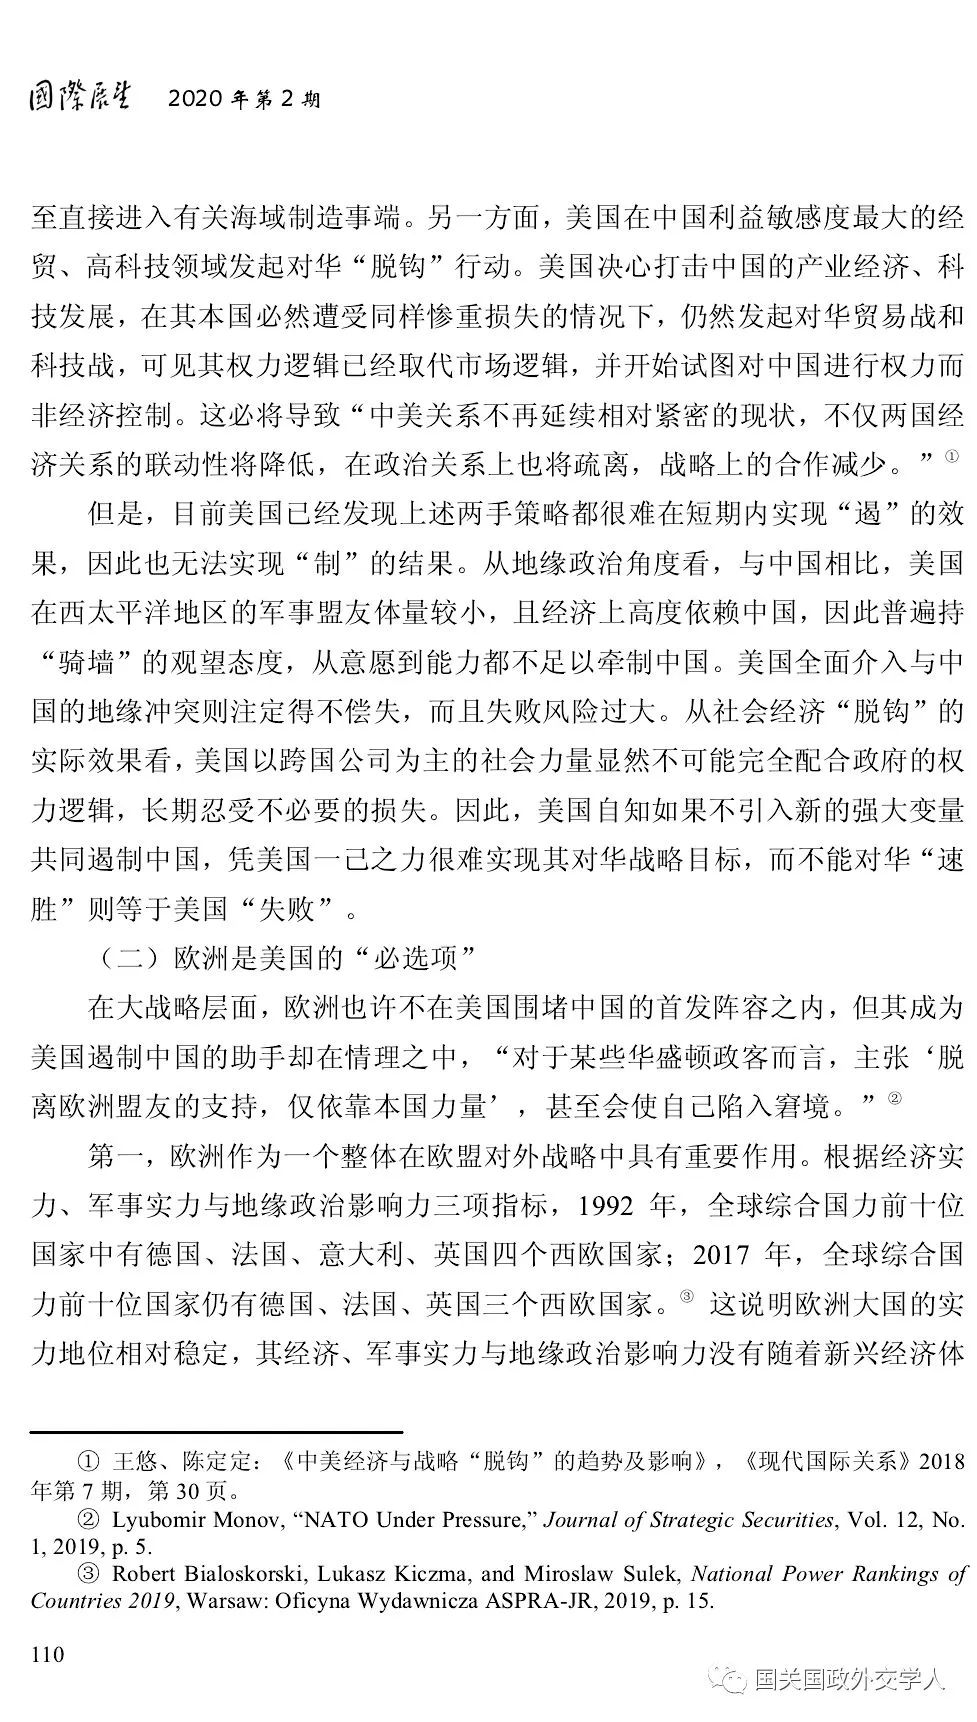 國際展望 2020 年第 2 期
至直接进入有关海域制造事端。另一方面，美国在中国利益敏感度最大的经
贸、高科技领域发起对华“脱钩”行动。美国决心打击中国的产业经济、科
技发展，在其本国必然遭受同样惨重损失的情况下，仍然发起对华贸易战和
科技战，可见其权力逻辑已经取代市场逻辑，并开始试图对中国进行权力而
非经济控制。这必将导致“中美关系不再延续相对紧密的现状，不仅两国经
济关系的联动性将降低，在政治关系上也将疏离，战略上的合作减少。”①
但是，目前美国已经发现上述两手策略都很难在短期内实现“遏”的效
果，因此也无法实现“制”的结果。从地缘政治角度看，与中国相比，美国
在西太平洋地区的军事盟友体量较小，且经济上高度依赖中国，因此普遍持
“骑墙”的观望态度，从意愿到能力都不足以牵制中国。美国全面介入与中
国的地缘冲突则注定得不偿失，而且失败风险过大。从社会经济“脱钩”的
实际效果看，美国以跨国公司为主的社会力量显然不可能完全配合政府的权
力逻辑，长期忍受不必要的损失。因此，美国自知如果不引入新的强大变量
共同遏制中国，凭美国一己之力很难实现其对华战略目标，而不能对华“速
胜”则等于美国“失败”。
（二）欧洲是美国的“必选项”
在大战略层面，欧洲也许不在美国围堵中国的首发阵容之内，但其成为
美国遏制中国的助手却在情理之中，“对于某些华盛顿政客而言，主张‘脱
离欧洲盟友的支持，仅依靠本国力量’，甚至会使自己陷入窘境。”②
第一，欧洲作为一个整体在欧盟对外战略中具有重要作用。根据经济实
力、军事实力与地缘政治影响力三项指标，1992 年，全球综合国力前十位
国家中有德国、法国、意大利、英国四个西欧国家；2017 年，全球综合国
力前十位国家仍有德国、法国、英国三个西欧国家。③ 这说明欧洲大国的实
力地位相对稳定，其经济、军事实力与地缘政治影响力没有随着新兴经济体
① 王悠、陈定定：《中美经济与战略“脱钩”的趋势及影响》，《现代国际关系》2018
年第 7 期，第 30 页。
② Lyubomir Monov, “NATO Under Pressure,” Journal of Strategic Securities, Vol. 12, No.
1, 2019, p. 5.
③ Robert Bialoskorski, Lukasz Kiczma, and Miroslaw Sulek, National Power Rankings of
Countries 2019, Warsaw: Oficyna Wydawnicza ASPRA-JR, 2019, p. 15.
110
国关国政外交学人